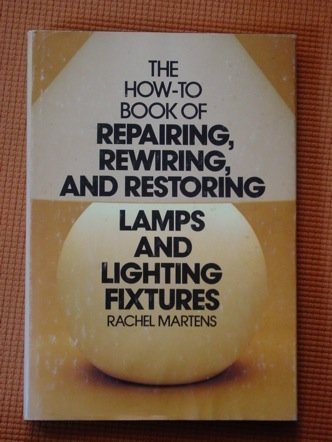 THE
HOW-TO
BOOK OF
REPAIRING,
REWIRING,
AND RESTORING
LAMPS
AND
LIGHTING
FIXTURES
RACHEL MARTENS